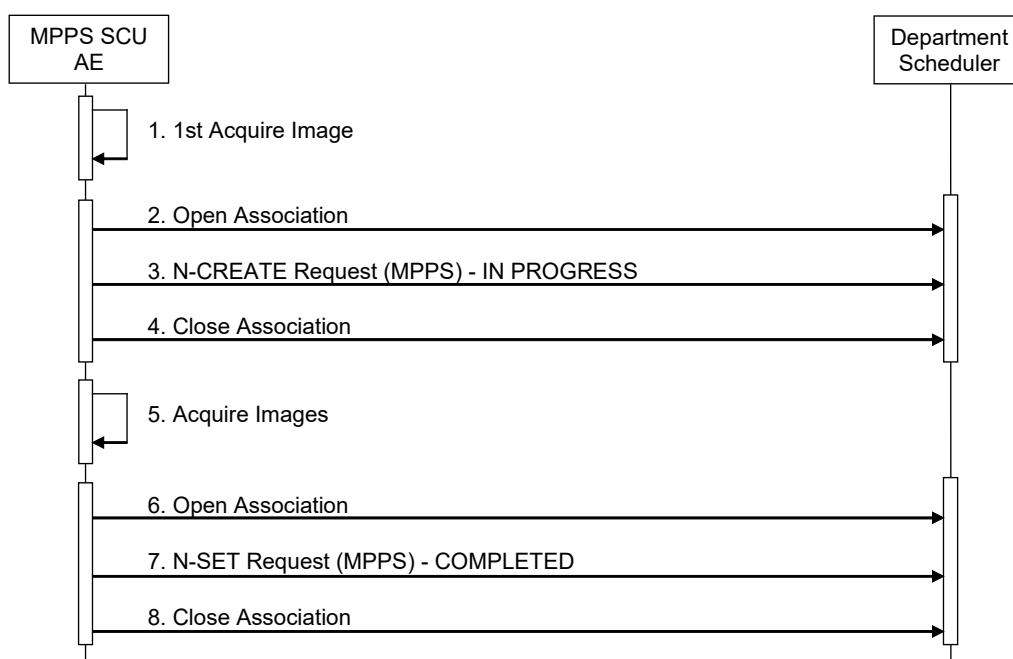 MPPS SCU
AE
Department
Scheduler
1. 1st Acquire Image
2. Open Association
3. N-CREATE Request (MPPS) - IN PROGRESS
4. Close Association
5. Acquire Images
6. Open Association
7. N-SET Request (MPPS) - COMPLETED
8. Close Association